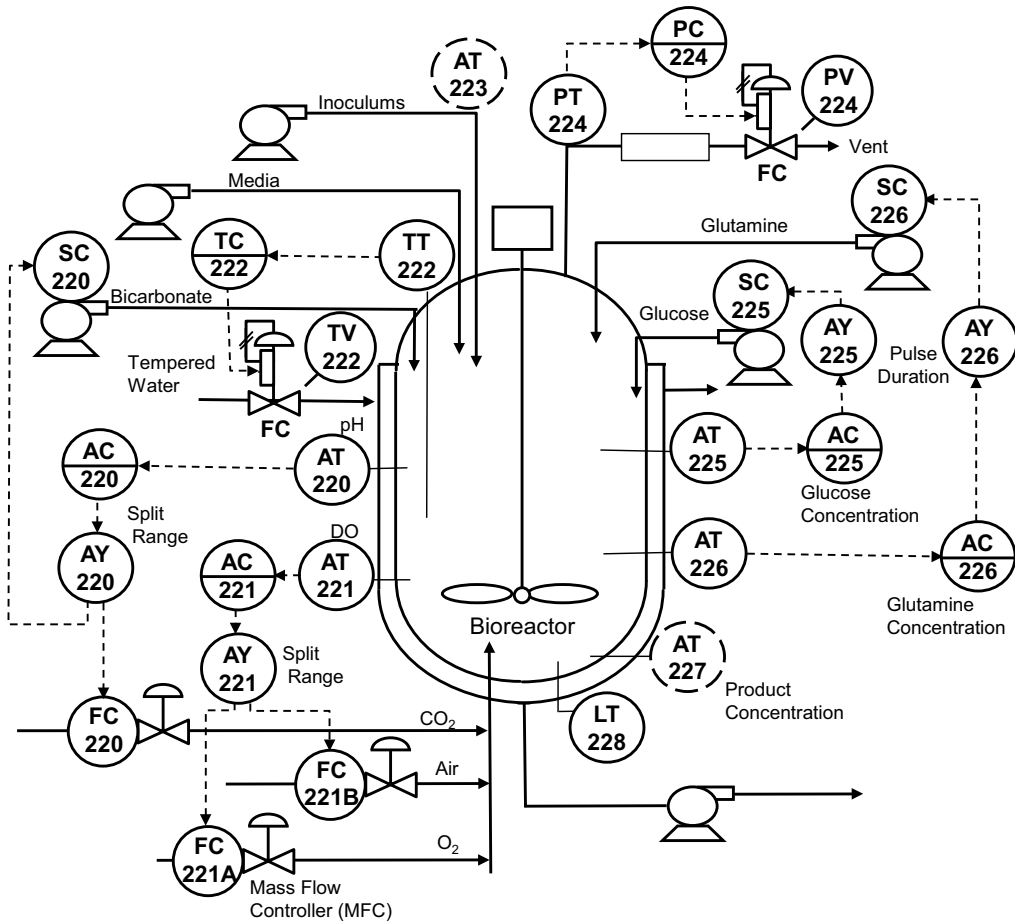 AT
223
PC
224
PT
224
PV
224
Inoculums
FC
Vent
Media
SC
226
Glutamine
TC
222
TT
222
SC
220
Bicarbonate
SC
225
Glucose
AY
225
AY
226
Pulse
Duration
TV
222
Tempered
Water
FC
pH
AC
220
AT
220
AT
225
AC
225
Glucose
Concentration
Split
Range
DO
AY
220
AC
221
AT
221
AT
226
AC
226
Glutamine
Concentration
Bioreactor
AY
221
Split
Range
AT
227
Product
Concentration
LT
228
FC
220
CO₂
FC
221B
Air
FC
221A
O₂
Mass Flow
Controller (MFC)